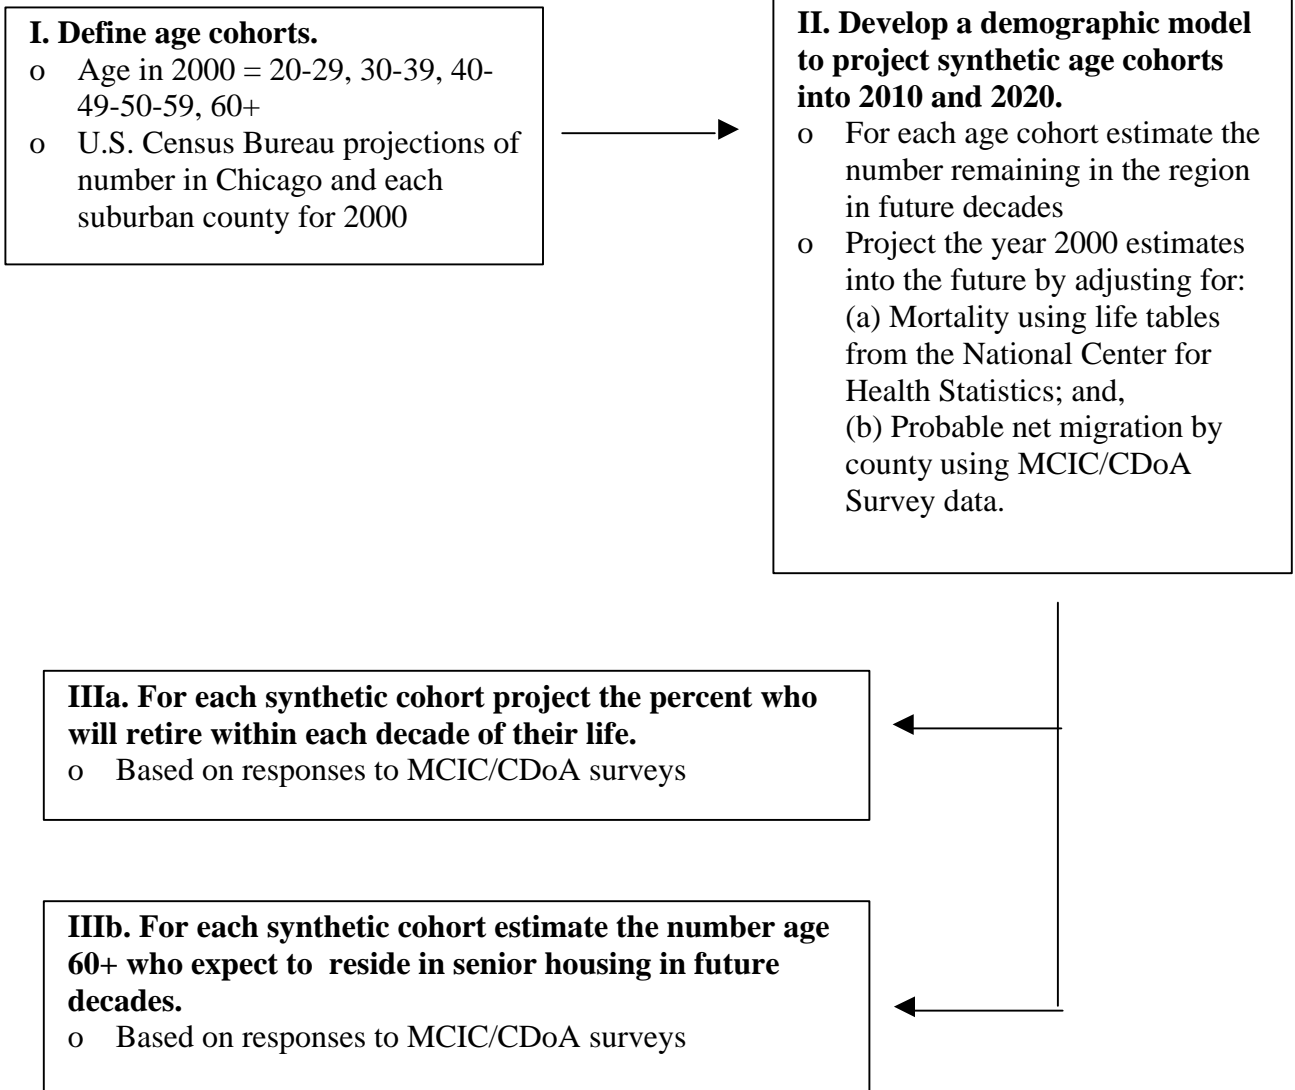 I. Define age cohorts.
o Age in 2000 = 20-29, 30-39, 40-
49-50-59, 60+
o U.S. Census Bureau projections of
number in Chicago and each
suburban county for 2000
II. Develop a demographic model
to project synthetic age cohorts
into 2010 and 2020.
o For each age cohort estimate the
number remaining in the region
in future decades
o Project the year 2000 estimates
into the future by adjusting for:
(a) Mortality using life tables
from the National Center for
Health Statistics; and,
(b) Probable net migration by
county using MCIC/CDoA
Survey data.
IIIa. For each synthetic cohort project the percent who
will retire within each decade of their life.
o Based on responses to MCIC/CDoA surveys
IIIb. For each synthetic cohort estimate the number age
60+ who expect to  reside in senior housing in future
decades.
o Based on responses to MCIC/CDoA surveys